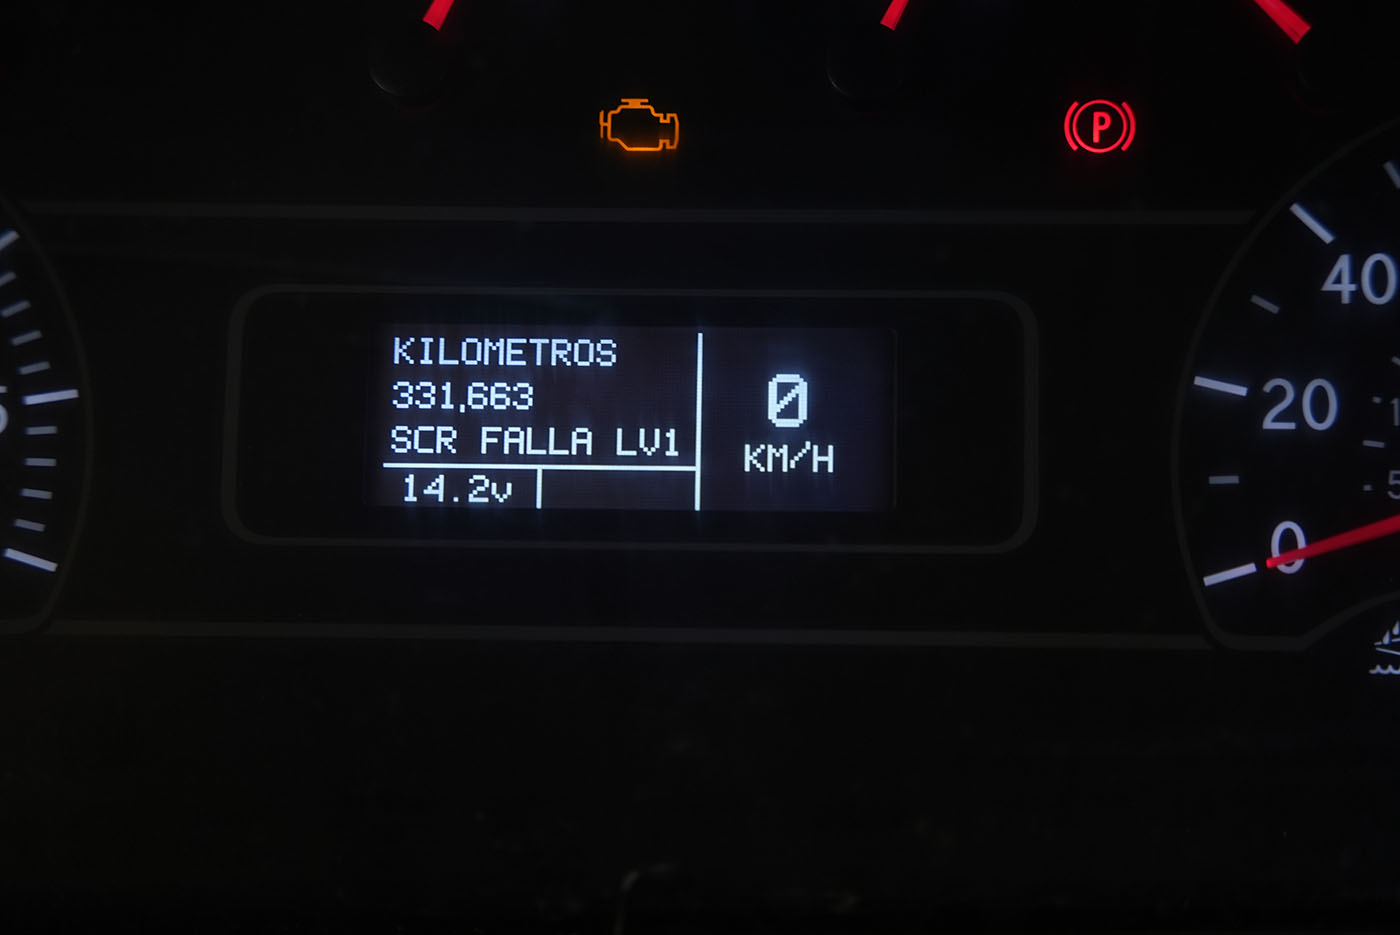 P
KILOMETROS
331,663
SCR FALLA LV1
14.2v
0
KM/H
40
20
0